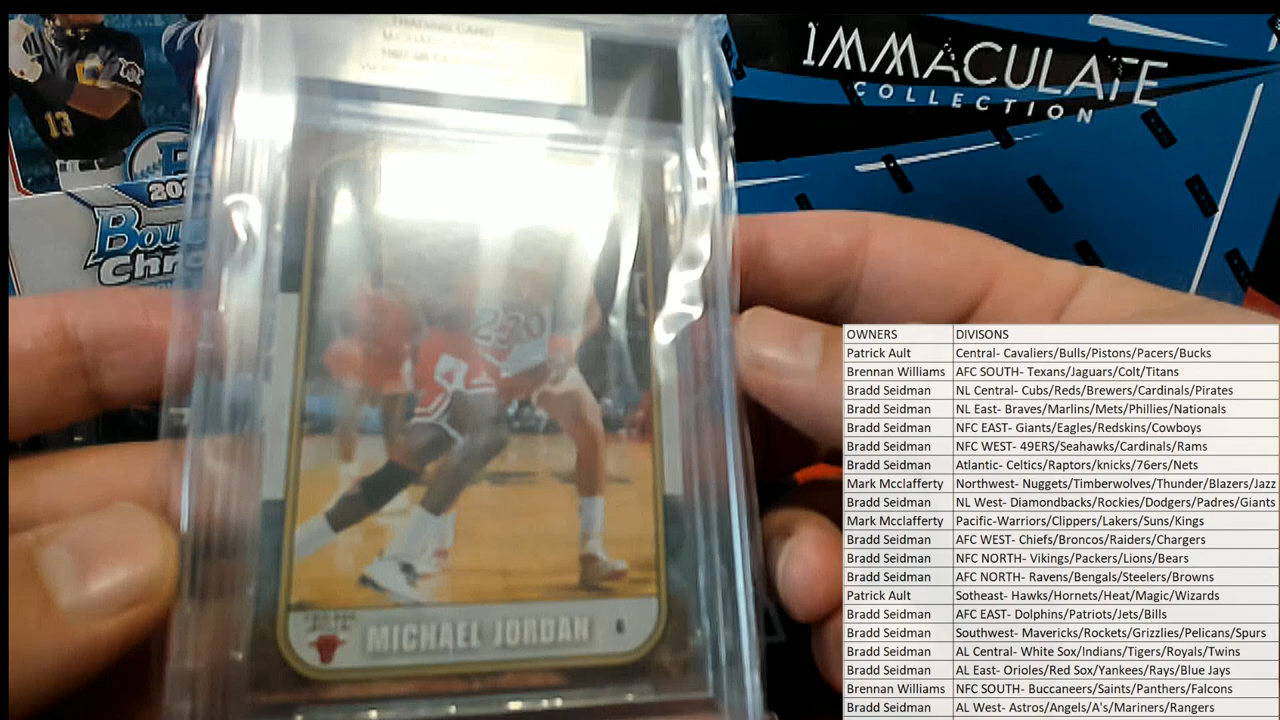 TRADING CARD
IMMACULATE
COLLECTION
13
Bow
Chr
MICHAEL JORDAN 6
OWNERS DIVISONS
Patrick Ault Central- Cavaliers/Bulls/Pistons/Pacers/Bucks
Brennan Williams AFC SOUTH- Texans/Jaguars/Colt/Titans
Bradd Seidman NL Central- Cubs/Reds/Brewers/Cardinals/Pirates
Bradd Seidman NL East- Braves/Marlins/Mets/Phillies/Nationals
Bradd Seidman NFC EAST- Giants/Eagles/Redskins/Cowboys
Bradd Seidman NFC WEST- 49ERS/Seahawks/Cardinals/Rams
Bradd Seidman Atlantic- Celtics/Raptors/knicks/76ers/Nets
Mark Mcclafferty Northwest- Nuggets/Timberwolves/Thunder/Blazers/Jazz
Bradd Seidman NL West- Diamondbacks/Rockies/Dodgers/Padres/Giants
Mark Mcclafferty Pacific-Warriors/Clippers/Lakers/Suns/Kings
Bradd Seidman AFC WEST- Chiefs/Broncos/Raiders/Chargers
Bradd Seidman NFC NORTH- Vikings/Packers/Lions/Bears
Bradd Seidman AFC NORTH- Ravens/Bengals/Steelers/Browns
Patrick Ault Sotheast- Hawks/Hornets/Heat/Magic/Wizards
Bradd Seidman AFC EAST- Dolphins/Patriots/Jets/Bills
Bradd Seidman Southwest- Mavericks/Rockets/Grizzlies/Pelicans/Spurs
Bradd Seidman AL Central- White Sox/Indians/Tigers/Royals/Twins
Bradd Seidman AL East- Orioles/Red Sox/Yankees/Rays/Blue Jays
Brennan Williams NFC SOUTH- Buccaneers/Saints/Panthers/Falcons
Bradd Seidman AL West- Astros/Angels/A's/Mariners/Rangers